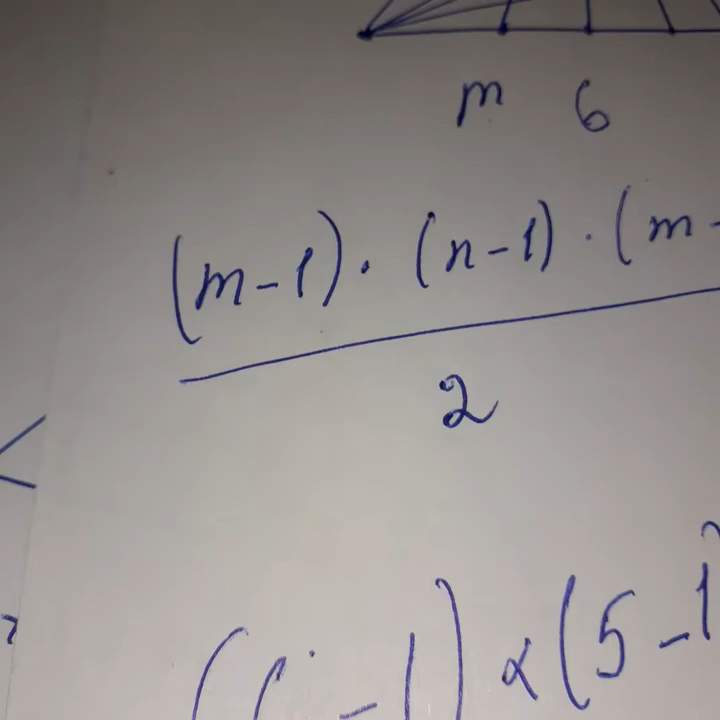 m 6
(m-1) · (n-1) · (m-
2
-1) × (5-1